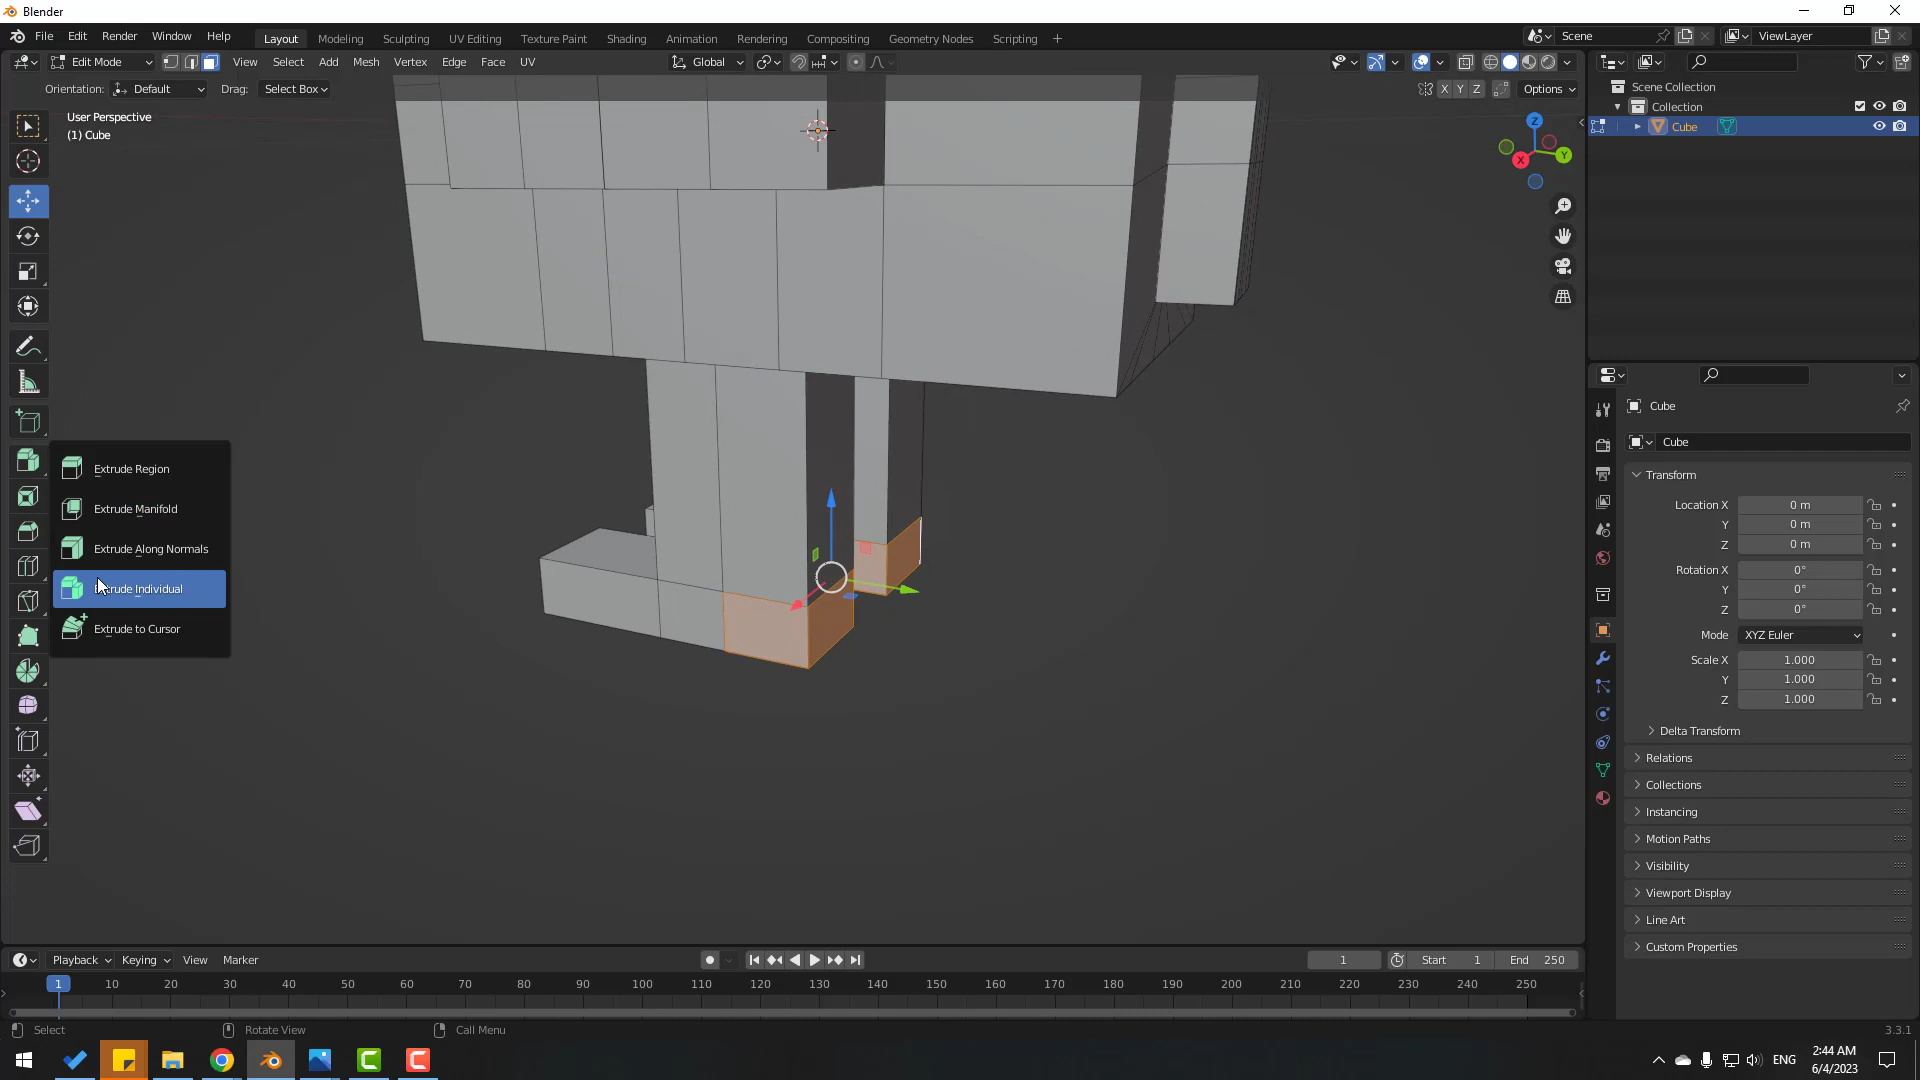 Blender
File Edit Render Window Help
Layout Modeling Sculpting UV Editing Texture Paint Shading Animation Rendering Compositing Geometry Nodes Scripting +
Scene
ViewLayer
Edit Mode
View Select Add Mesh Vertex Edge Face UV
Global
Orientation: Default Drag: Select Box
X Y Z Options
User Perspective
(1) Cube
Z
Y
X
Extrude Region
Extrude Manifold
Extrude Along Normals
Extrude Individual
Extrude to Cursor
Scene Collection
Collection
Cube
Cube
Cube
Transform
Location X 0 m
Y 0 m
Z 0 m
Rotation X 0°
Y 0°
Z 0°
Mode XYZ Euler
Scale X 1.000
Y 1.000
Z 1.000
Delta Transform
Relations
Collections
Instancing
Motion Paths
Visibility
Viewport Display
Line Art
Custom Properties
Playback Keying View Marker
1 Start 1 End 250
1 10 20 30 40 50 60 70 80 90 100 110 120 130 140 150 160 170 180 190 200 210 220 230 240 250
Select Rotate View Call Menu
3.3.1
ENG
2:44 AM
6/4/2023